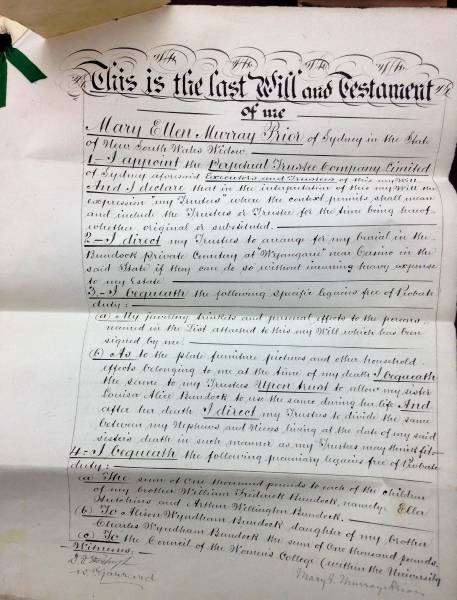 This is the last Will and Testament
of me
Mary Ellen Murray Prior of Sydney in the State
of New South Wales Widow.
1.- I appoint the Perpetual Trustee Company Limited
of Sydney aforesaid Executors and Trustees of this my Will
And I declare that in the interpretation of this my Will the
expression "my Trustees" where the context permits shall mean
and include the Trustees or Trustee for the time being hereof
whether original or substituted.
2.- I direct my Trustees to arrange for my burial in the
Bundock Private Cemetery at "Wyangarie" near Casino in the
said State if they can do so without incurring heavy expense
to my Estate
3.- I bequeath the following specific legacies free of Probate
duty:-
(a) My jewellery trinkets and personal effects to the persons
named in the List attached to this my Will which has been
signed by me.
(b) As to the plate furniture pictures and other household
effects belonging to me at the time of my death I bequeath
the same to my Trustees Upon trust to allow my sister
Louisa Alice Bundock to use the same during her life And
after her death I direct my Trustees to divide the same
between my Nephews and Nieces living at the date of my said
sister's death in such manner as my Trustees may think fit-
4.- I bequeath the following pecuniary legacies free of Probate
duty:-
(a) The sum of One thousand pounds to each of the children
of my brother William Frederick Bundock, namely: Ella
Hutchins and Arthur Wellington Bundock.
(b) To Alison Wyndham Bundock daughter of my brother
Charles Wyndham Bundock the sum of One thousand pounds.
(c) To the Council of the Women's College (within the University
Witness:-
Mary E. Murray-Prior